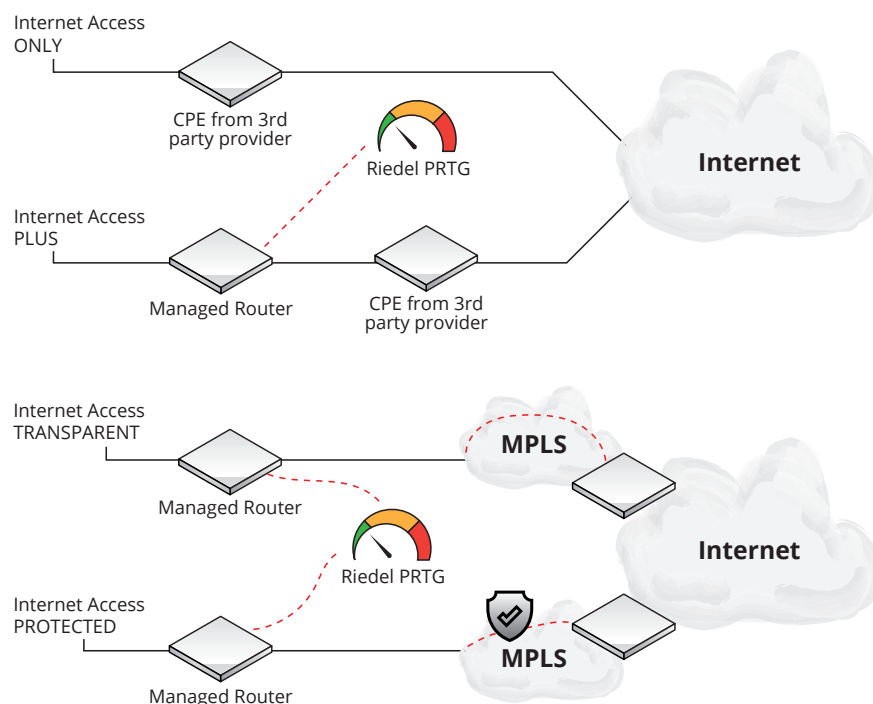 Internet Access
ONLY
CPE from 3rd
party provider
Riedel PRTG
Internet
Internet Access
PLUS
Managed Router
CPE from 3rd
party provider
Internet Access
TRANSPARENT
MPLS
Managed Router
Internet
Riedel PRTG
Internet Access
PROTECTED
MPLS
Managed Router